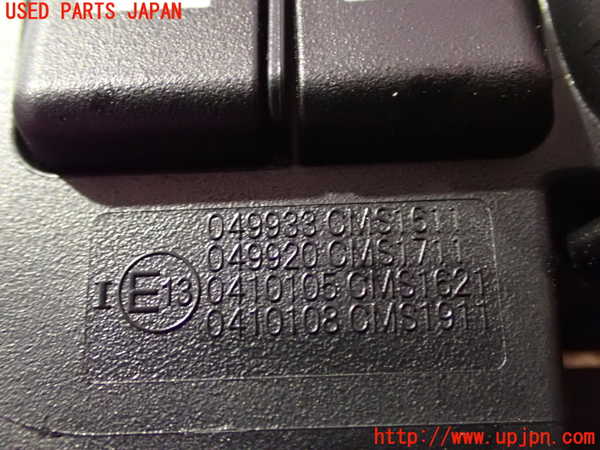 USED PARTS JAPAN
049933 CMS1511
049920 CMS1711
I E13 0410105 CMS1621
0410108 CMS1911
http://www.upjpn.com/